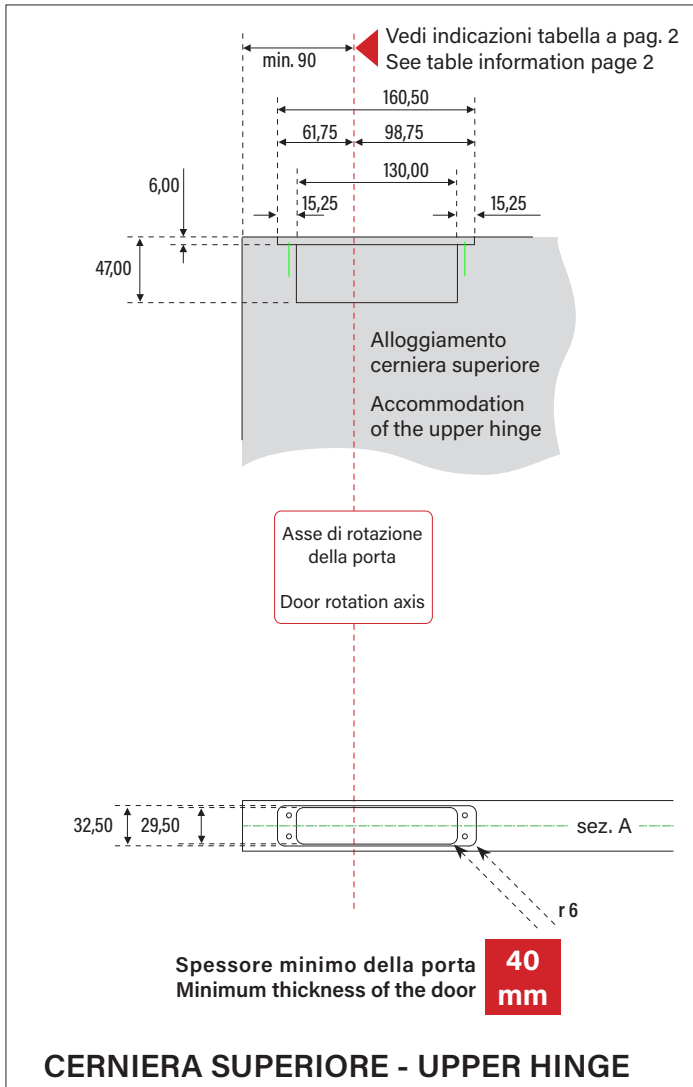 Vedi indicazioni tabella a pag. 2
See table information page 2
min. 90
160,50
61,75
98,75
130,00
6,00
15,25
15,25
47,00
Alloggiamento
cerniera superiore
Accommodation
of the upper hinge
Asse di rotazione
della porta
Door rotation axis
32,50
29,50
sez. A
r 6
Spessore minimo della porta
Minimum thickness of the door
40
mm
CERNIERA SUPERIORE - UPPER HINGE